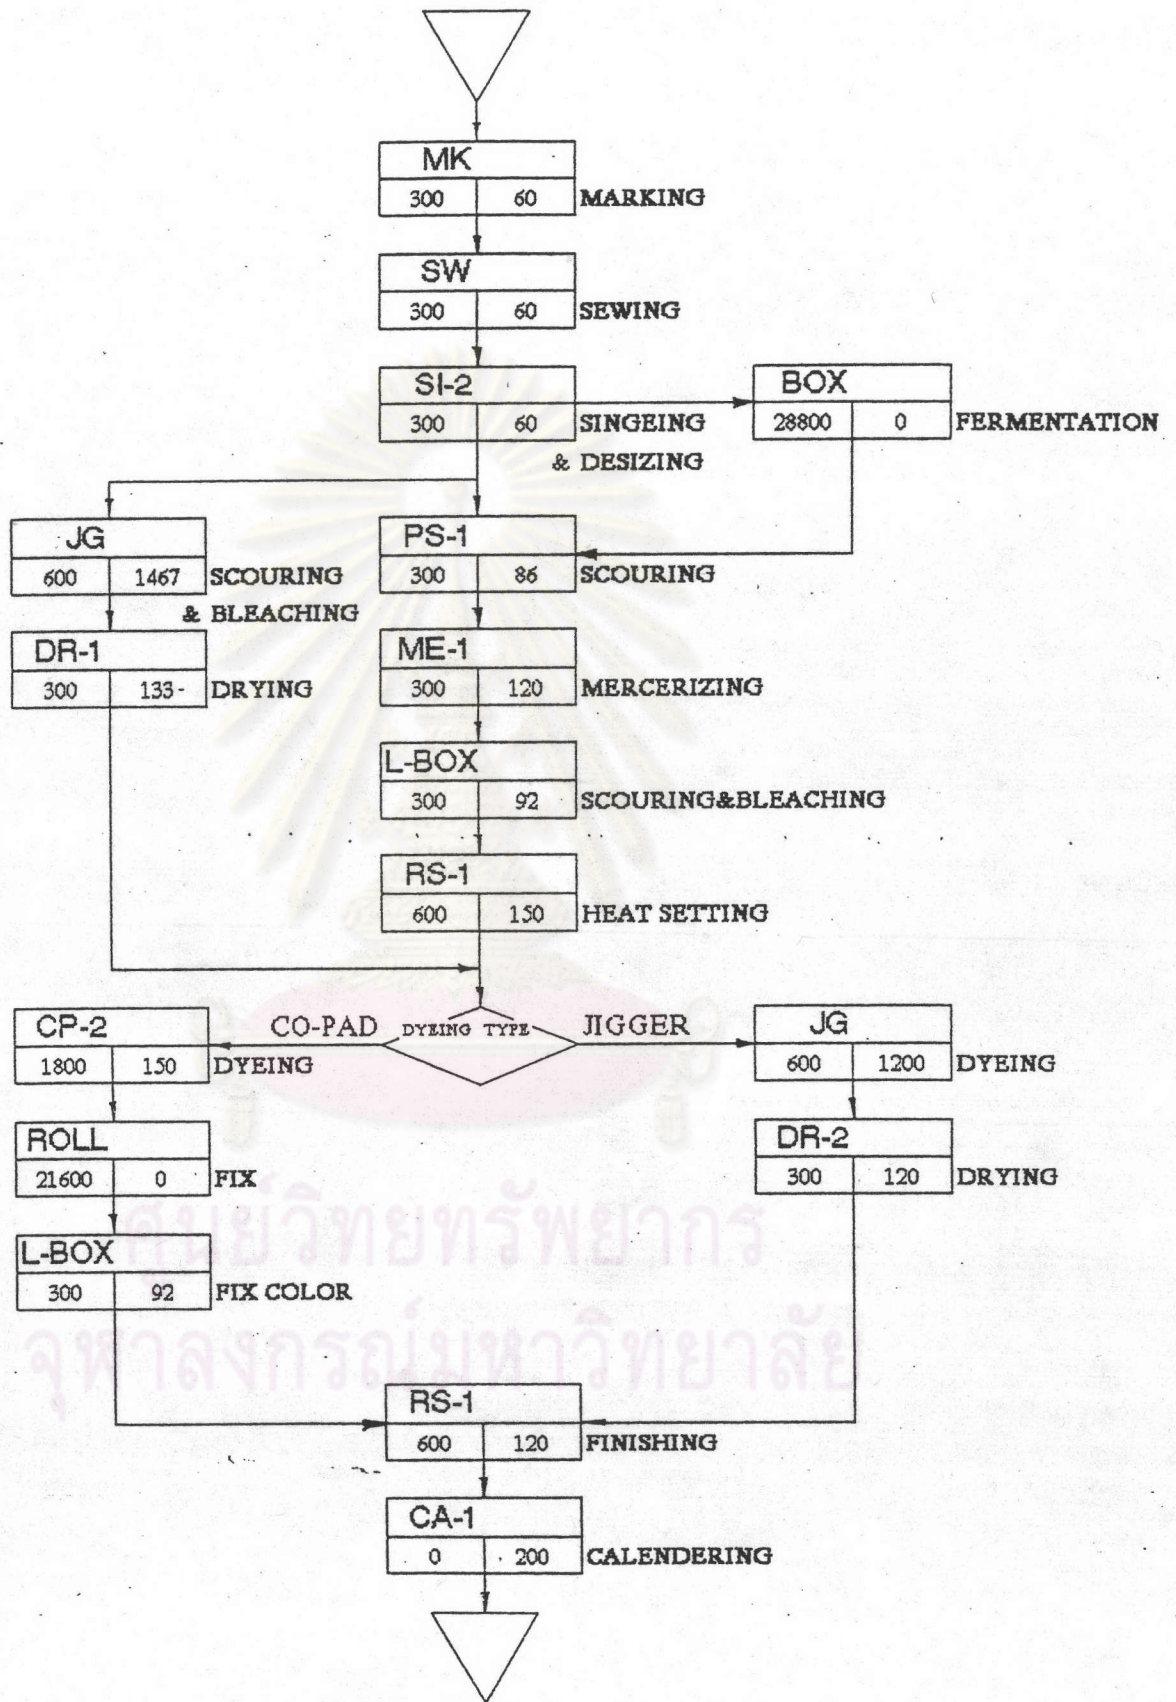 MK
300 60 MARKING
SW
300 60 SEWING
SI-2
300 60 SINGEING
& DESIZING
BOX
28800 0 FERMENTATION
JG
600 1467 SCOURING
& BLEACHING
PS-1
300 86 SCOURING
DR-1
300 133- DRYING
ME-1
300 120 MERCERIZING
L-BOX
300 92 SCOURING&BLEACHING
RS-1
600 150 HEAT SETTING
CO-PAD DYEING TYPE JIGGER
CP-2
1800 150 DYEING
JG
600 1200 DYEING
ROLL
21600 0 FIX
DR-2
300 120 DRYING
L-BOX
300 92 FIX COLOR
ศูนย์วิทยทรัพยากร
จุฬาลงกรณ์มหาวิทยาลัย
RS-1
600 120 FINISHING
CA-1
0 200 CALENDERING